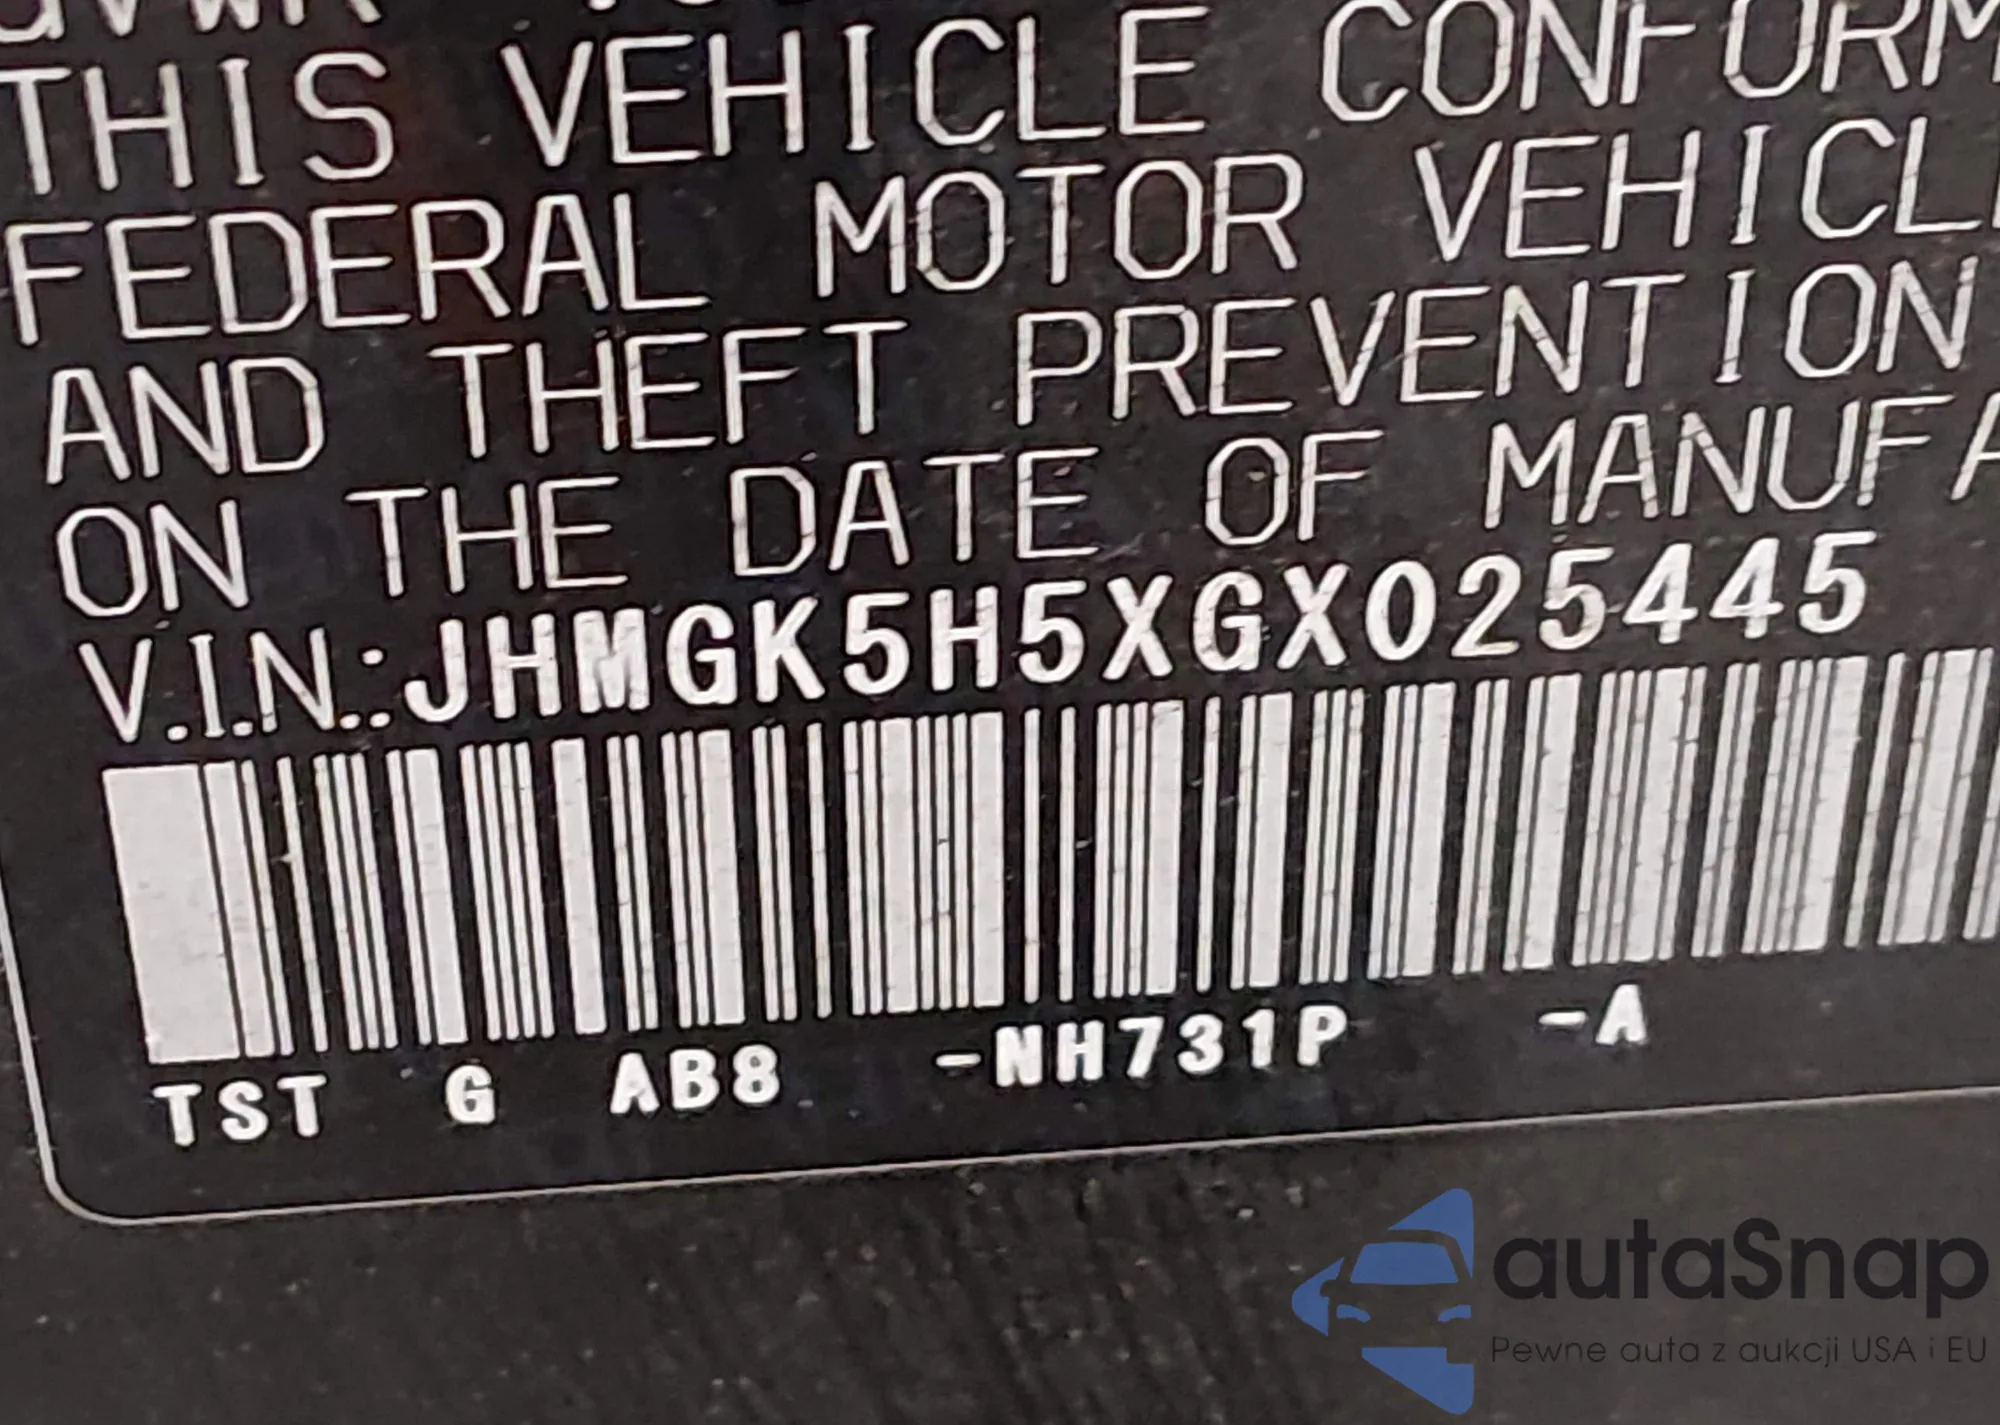 GVWR
THIS VEHICLE CONFORM
FEDERAL MOTOR VEHICL
AND THEFT PREVENTION
ON THE DATE OF MANUFA
V.I.N.:JHMGK5H5XGX025445
TST G AB8 -NH731P -A
autaSnap
Pewne auta z aukcji USA i EU